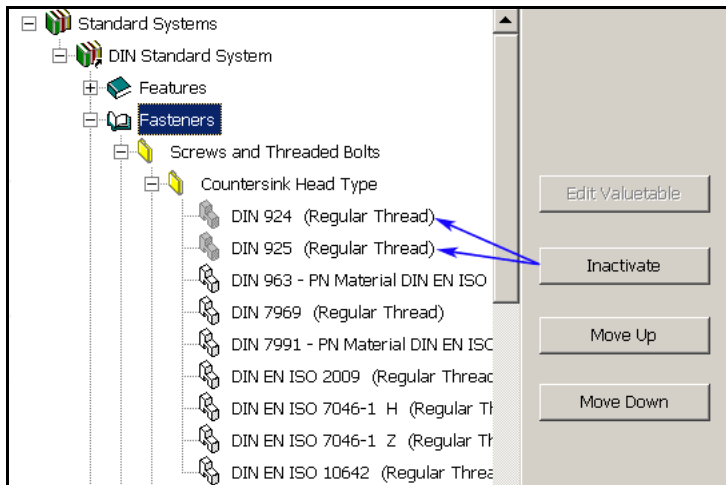 Standard Systems
DIN Standard System
Features
Fasteners
Screws and Threaded Bolts
Countersink Head Type
DIN 924 (Regular Thread)
DIN 925 (Regular Thread)
DIN 963 - PN Material DIN EN ISO
DIN 7969 (Regular Thread)
DIN 7991 - PN Material DIN EN ISO
DIN EN ISO 2009 (Regular Thread
DIN EN ISO 7046-1 H (Regular Th
DIN EN ISO 7046-1 Z (Regular Th
DIN EN ISO 10642 (Regular Threa
Edit Valuetable
Inactivate
Move Up
Move Down